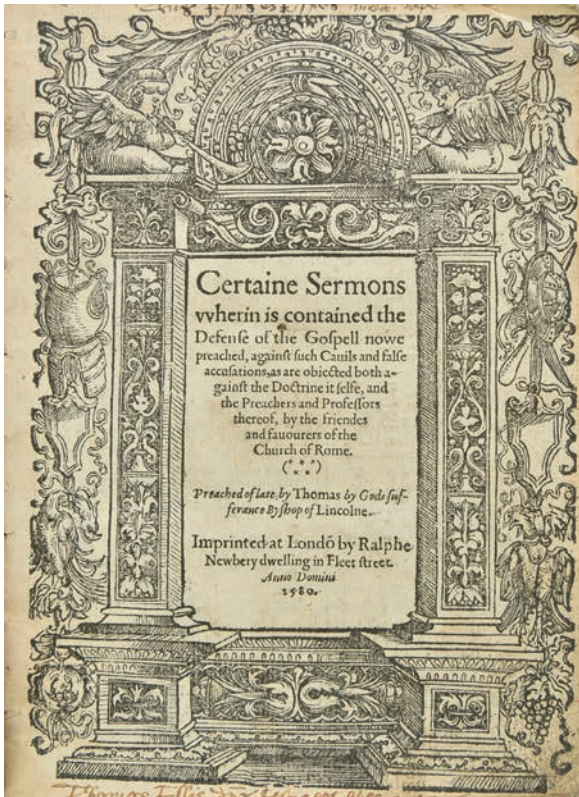 Certaine Sermons
vvherin is contained the
Defenſe of the Goſpell nowe
preached, againſt ſuch Cauils and falſe
accuſations, as are obiected both a-
gainſt the Doctrine it ſelfe, and
the Preachers and Profeſſors
thereof, by the friendes
and fauourers of the
Church of Rome.
(***)
Preached of late, by Thomas by Gods ſuf-
ferance Byſhop of Lincolne.
Imprinted at Londō by Ralphe
Newbery dwelling in Fleet ſtreet.
Anno Domini
1580.